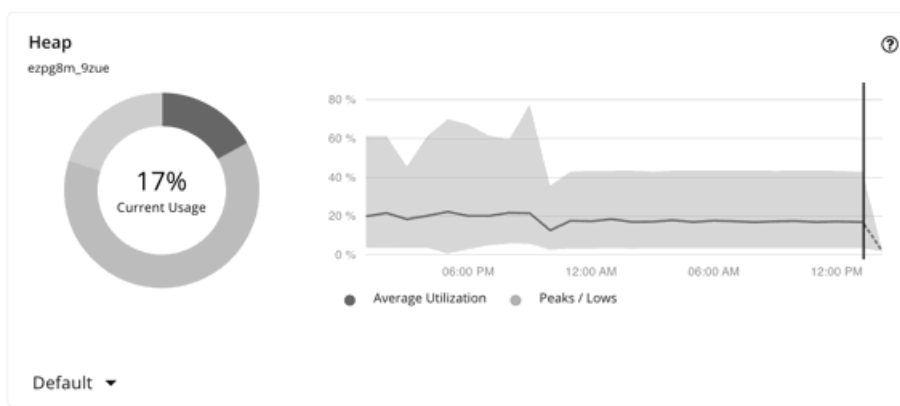 Heap
ezpg8m_9zue
17%
Current Usage
80 %
60 %
40 %
20 %
0 %
06:00 PM 12:00 AM 06:00 AM 12:00 PM
Average Utilization Peaks / Lows
Default